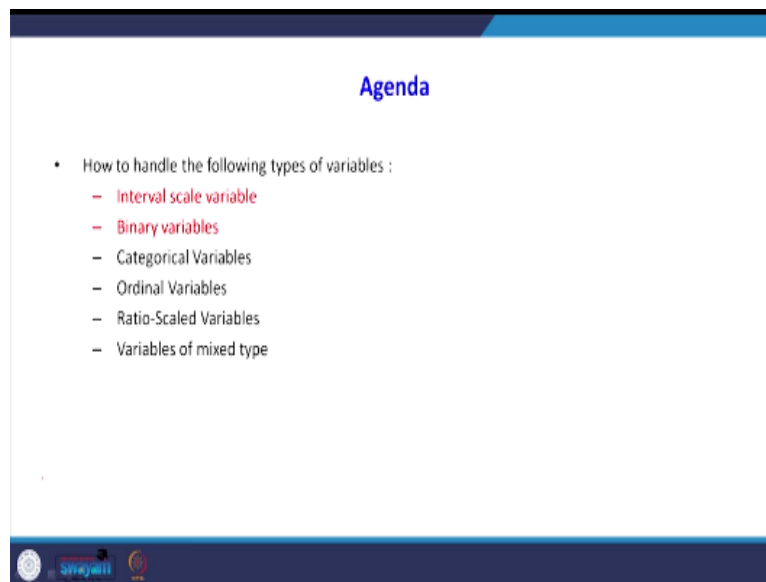 Agenda
• How to handle the following types of variables :
– Interval scale variable
– Binary variables
– Categorical Variables
– Ordinal Variables
– Ratio-Scaled Variables
– Variables of mixed type
swayam